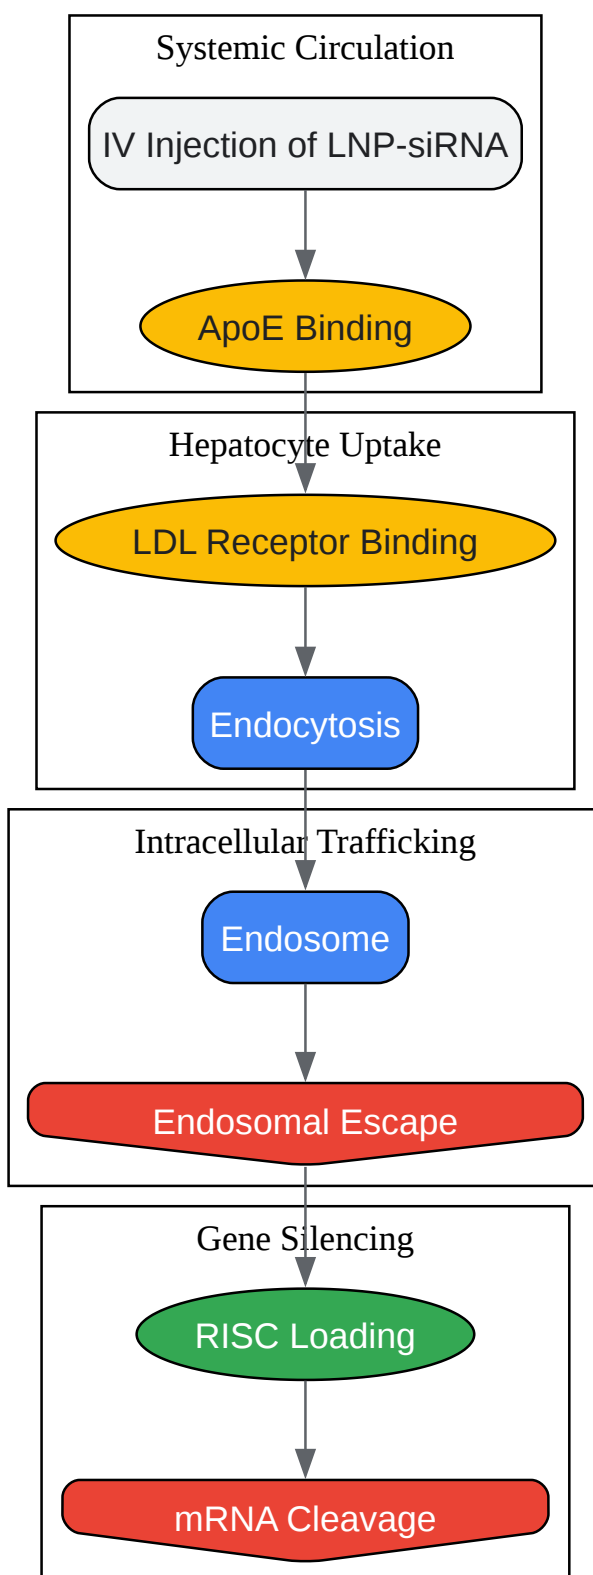 Systemic Circulation
IV Injection of LNP-siRNA
ApoE Binding
Hepatocyte Uptake
LDL Receptor Binding
Endocytosis
Intracellular Trafficking
Endosome
Endosomal Escape
Gene Silencing
RISC Loading
mRNA Cleavage